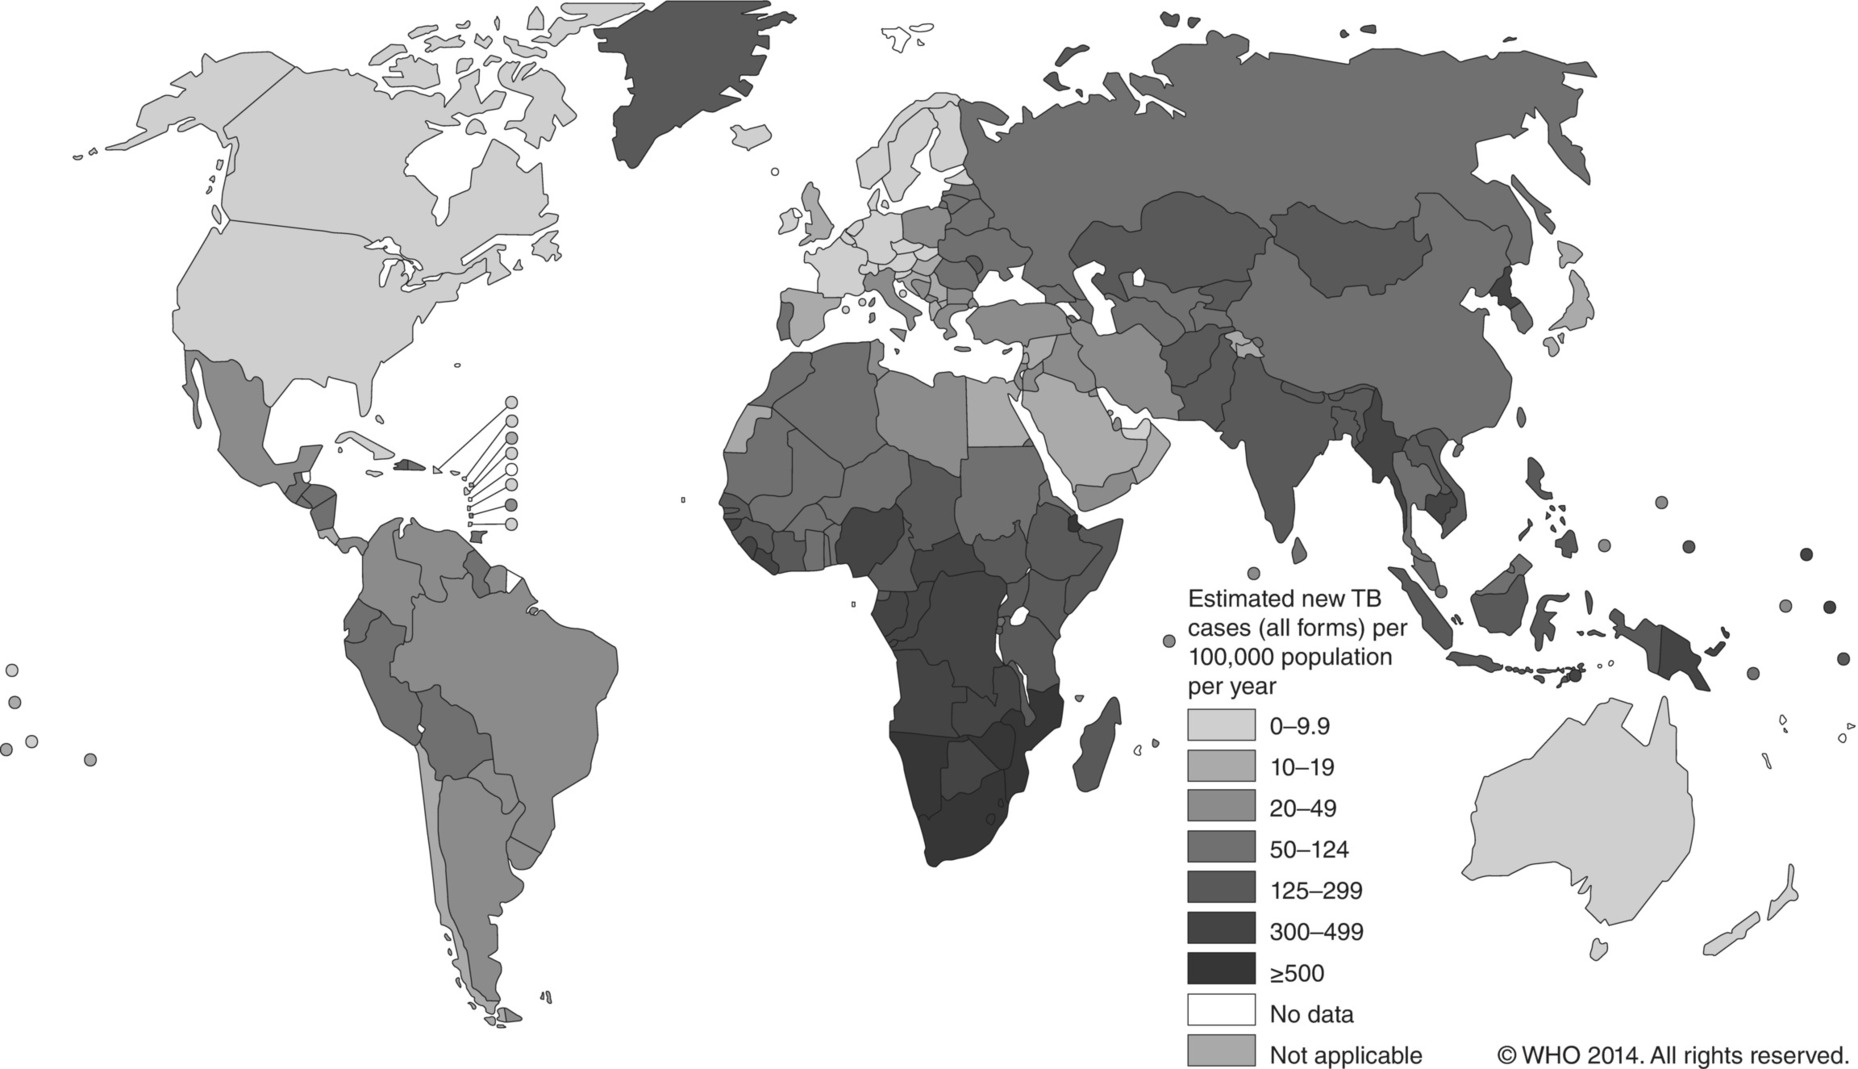 Estimated new TB
cases (all forms) per
100,000 population
per year
0–9.9
10–19
20–49
50–124
125–299
300–499
≥500
No data
Not applicable
© WHO 2014. All rights reserved.